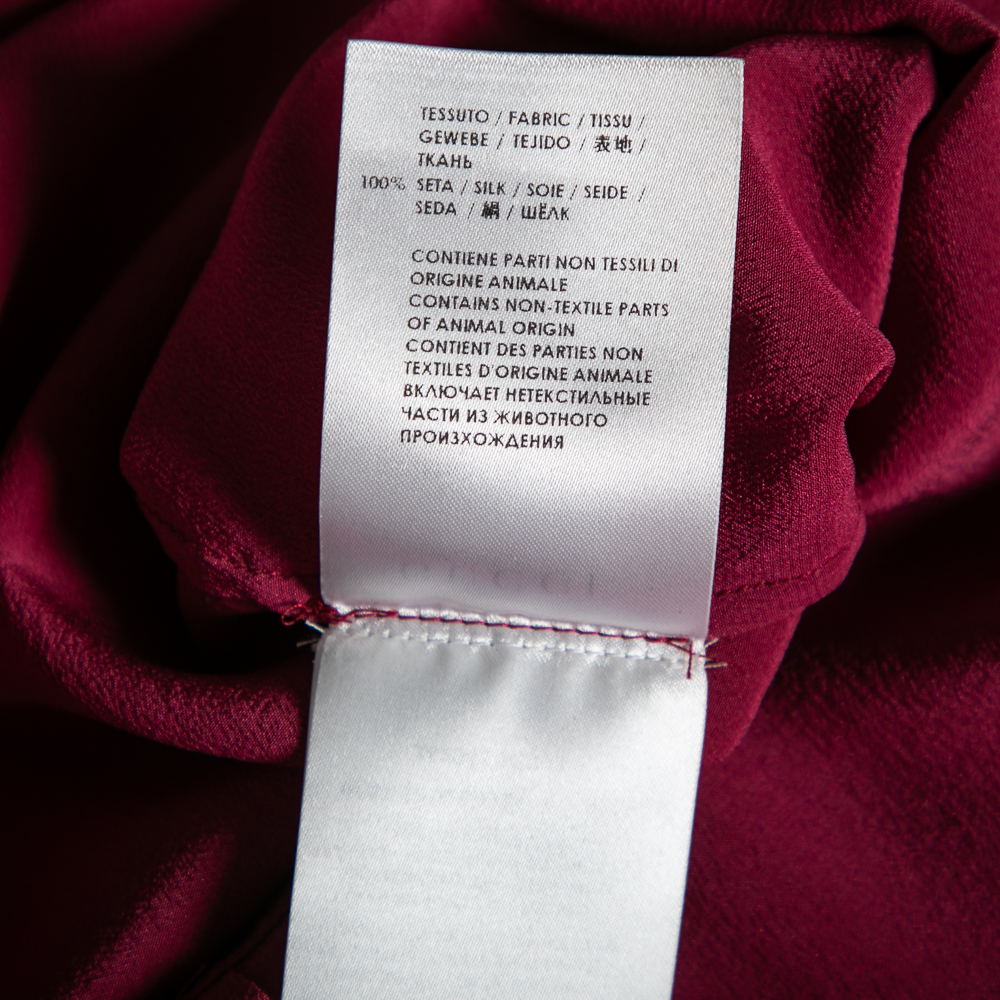 TESSUTO / FABRIC / TISSU /
GEWEBE / TEJIDO / 表地 /
ТКАНЬ
100% SETA / SILK / SOIE / SEIDE /
SEDA / 絹 / ШЁЛК
CONTIENE PARTI NON TESSILI DI
ORIGINE ANIMALE
CONTAINS NON-TEXTILE PARTS
OF ANIMAL ORIGIN
CONTIENT DES PARTIES NON
TEXTILES D'ORIGINE ANIMALE
ВКЛЮЧАЕТ НЕТЕКСТИЛЬНЫЕ
ЧАСТИ ИЗ ЖИВОТНОГО
ПРОИЗХОЖДЕНИЯ